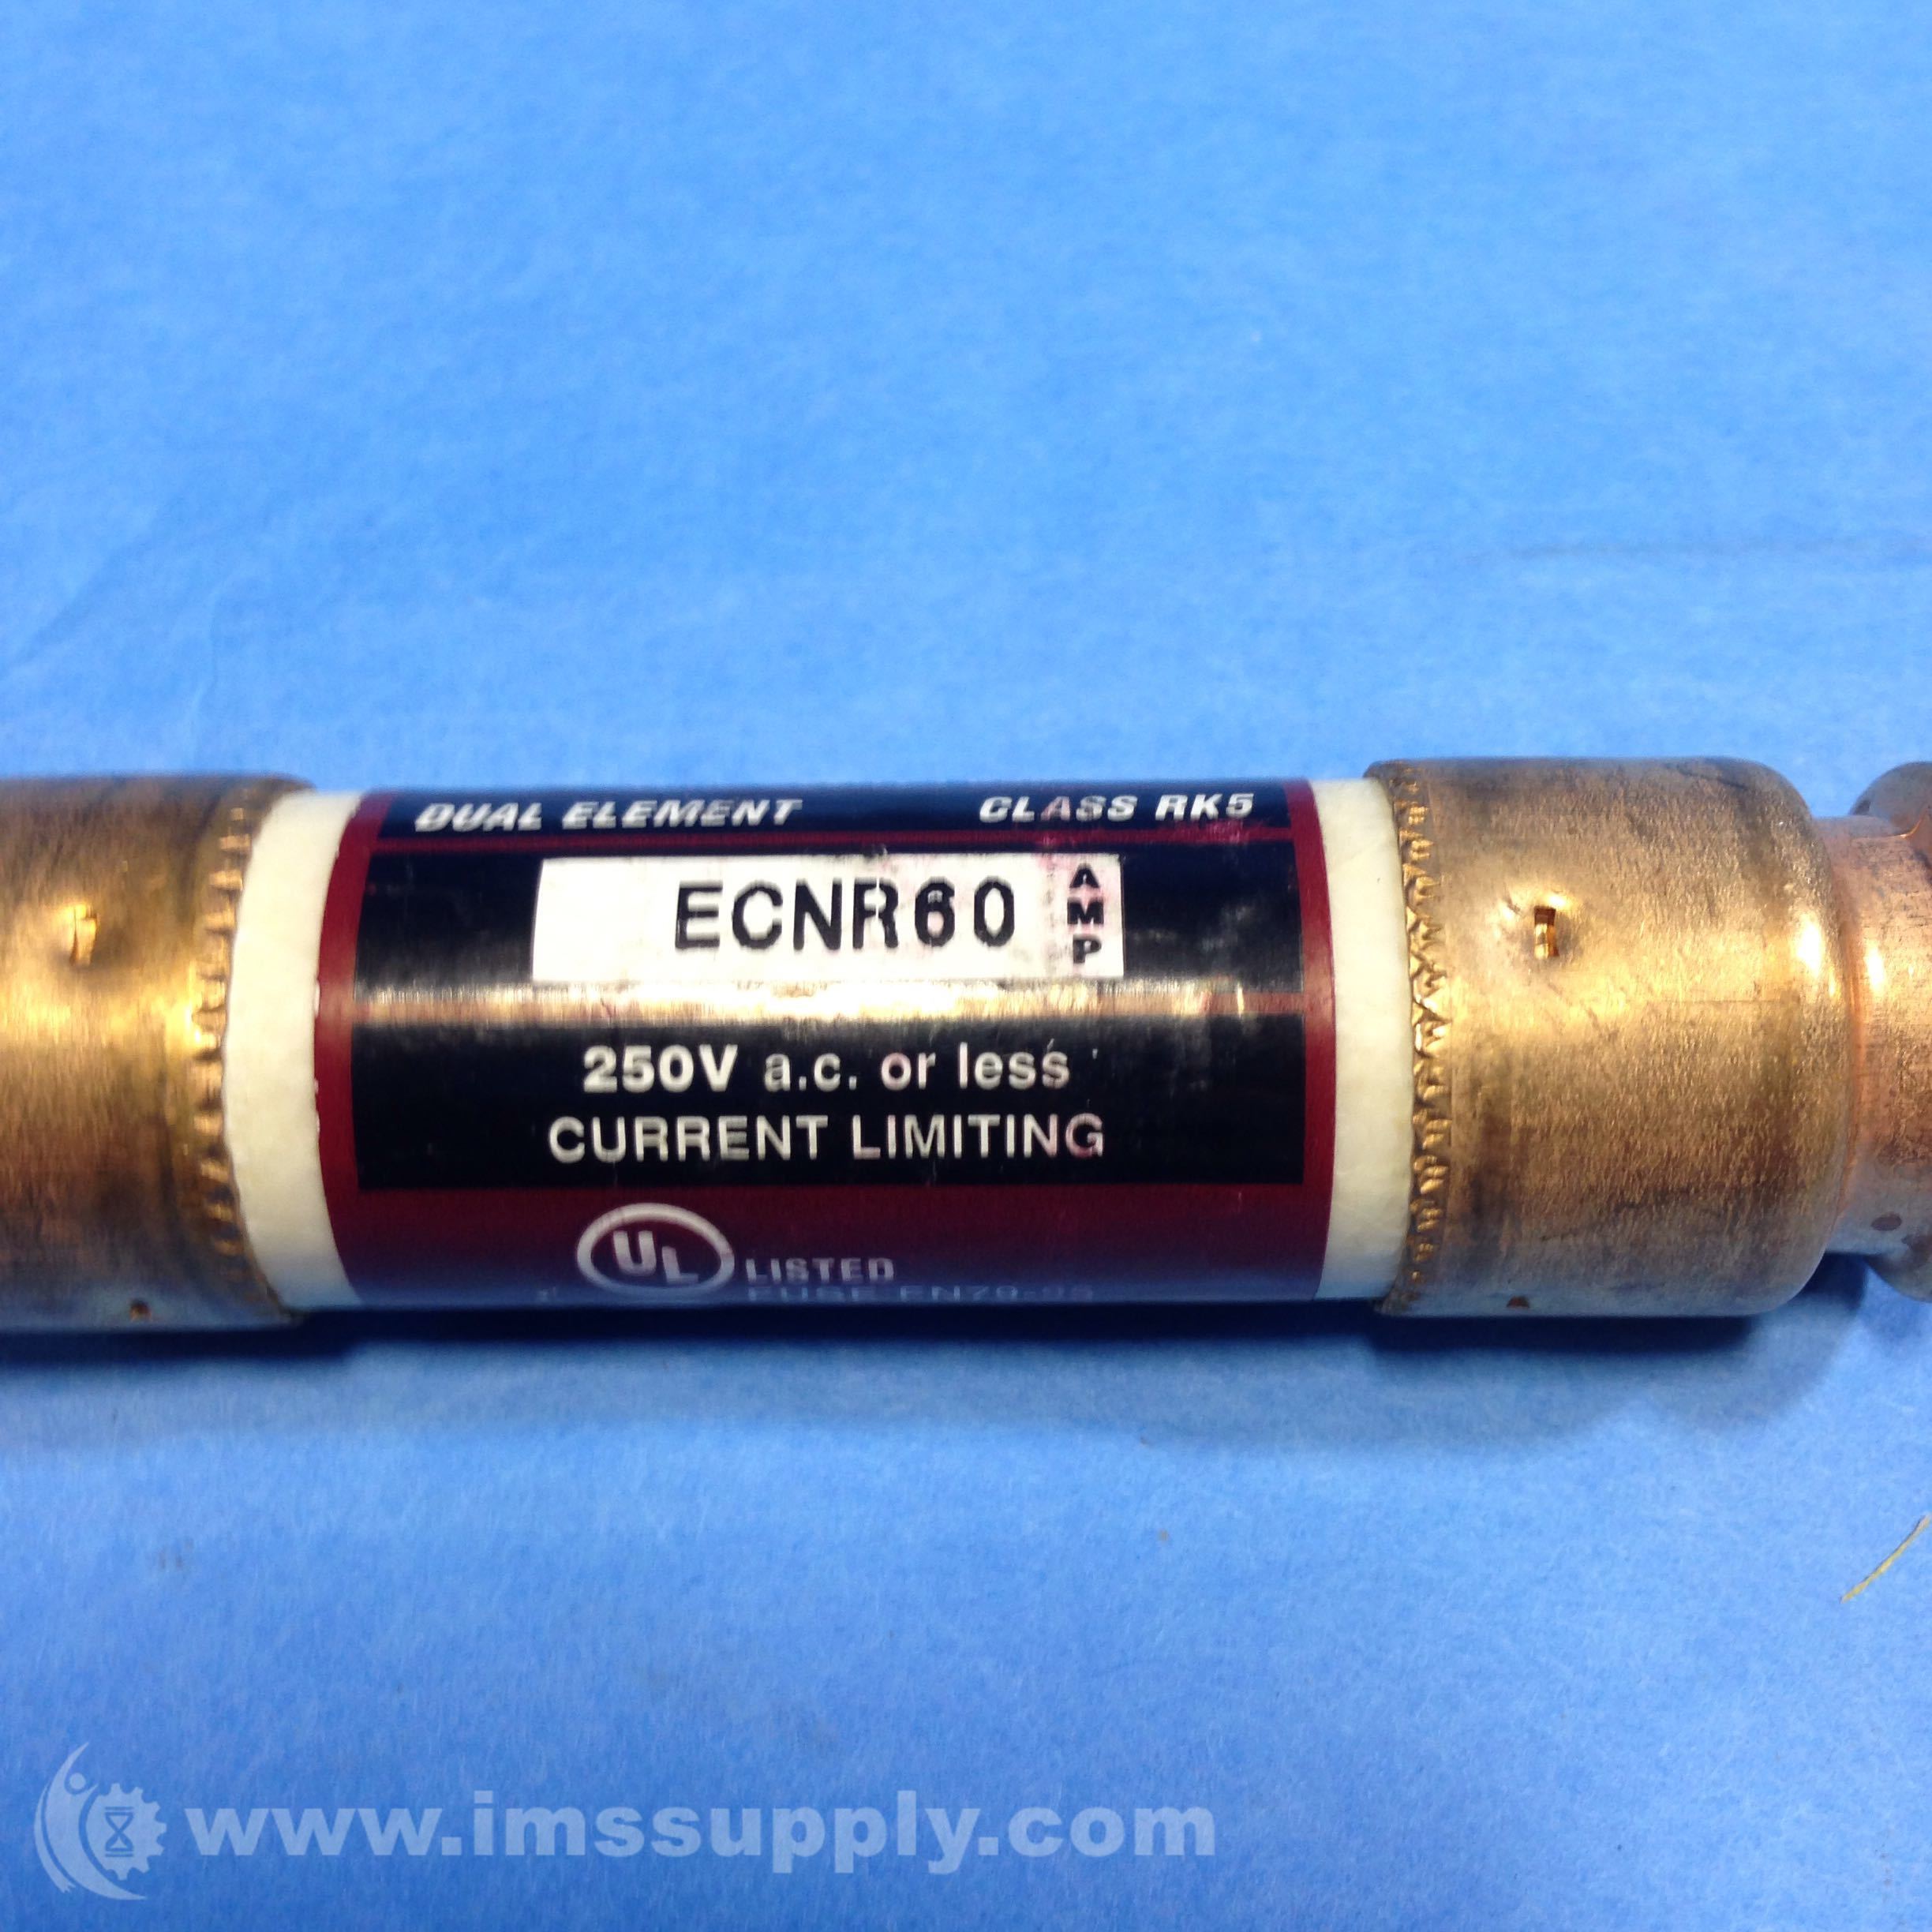 DUAL ELEMENT CLASS RK5
ECNR60 AMP
250V a.c. or less
CURRENT LIMITING
UL LISTED
www.imssupply.com